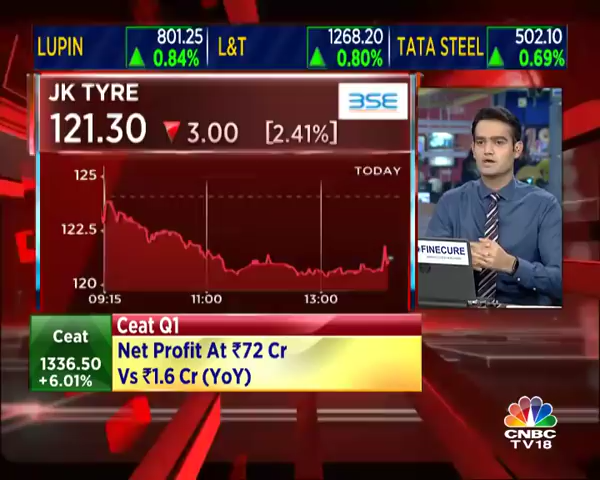 LUPIN 801.25 ▲ 0.84% L&T 1268.20 ▲ 0.80% TATA STEEL 502.10 ▲ 0.69%
JK TYRE
BSE
121.30 ▼ 3.00 [2.41%]
TODAY
125
122.5
120
09:15 11:00 13:00
FINECURE
Ceat
1336.50
+6.01%
Ceat Q1
Net Profit At ₹72 Cr
Vs ₹1.6 Cr (YoY)
CNBC
TV18